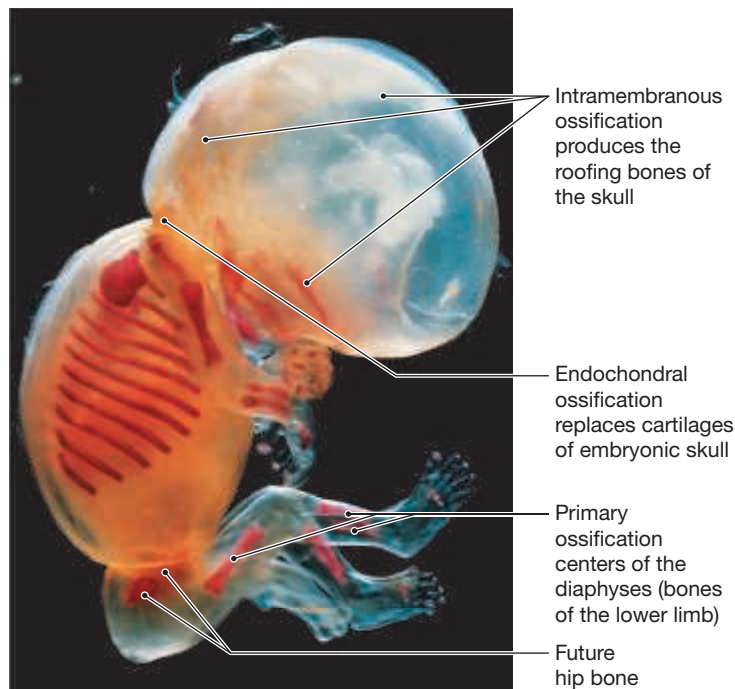 Intramembranous
ossification
produces the
roofing bones of
the skull
Endochondral
ossification
replaces cartilages
of embryonic skull
Primary
ossification
centers of the
diaphyses (bones
of the lower limb)
Future
hip bone